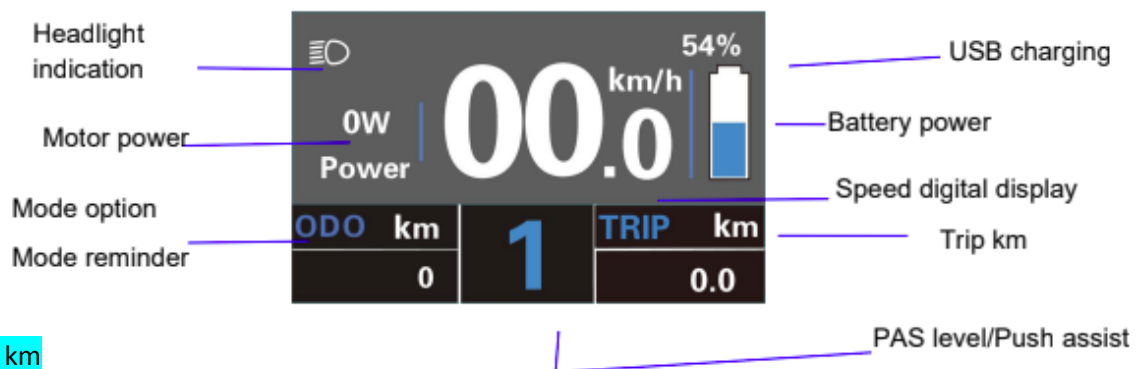 Headlight
indication
Motor power
Mode option
Mode reminder
54%
km/h
00.0
0W
Power
ODO km
0
1
TRIP km
0.0
USB charging
Battery power
Speed digital display
Trip km
PAS level/Push assist
km